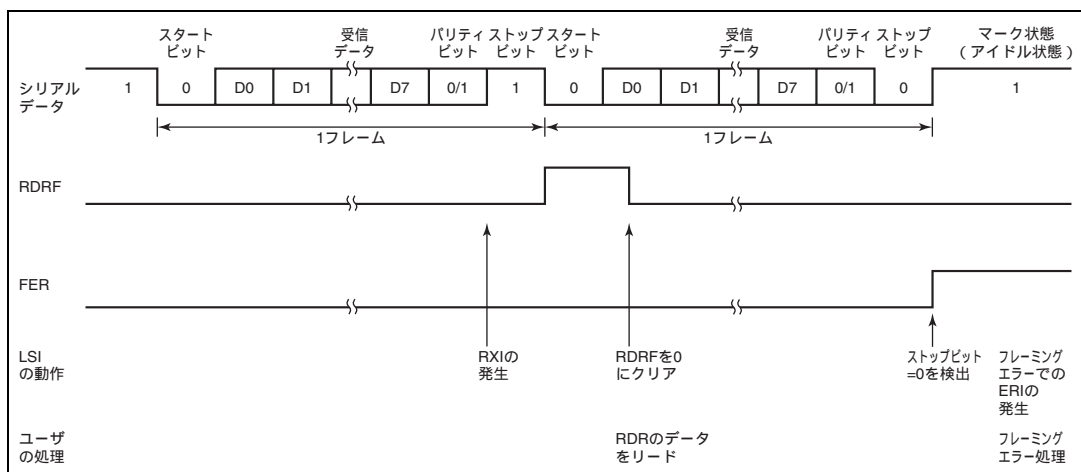 スタート 受信 パリティ ストップ スタート 受信 パリティ ストップ マーク状態
ビット データ ビット ビット ビット データ ビット ビット (アイドル状態)
シリアル
データ
1 0 D0 D1 D7 0/1 1 0 D0 D1 D7 0/1 0 1
1フレーム 1フレーム
RDRF
FER
LSI
の動作
RXIの
発生
RDRFを0
にクリア
ストップビット
=0を検出
フレーミング
エラーでの
ERIの
発生
ユーザ
の処理
RDRのデータ
をリード
フレーミング
エラー処理